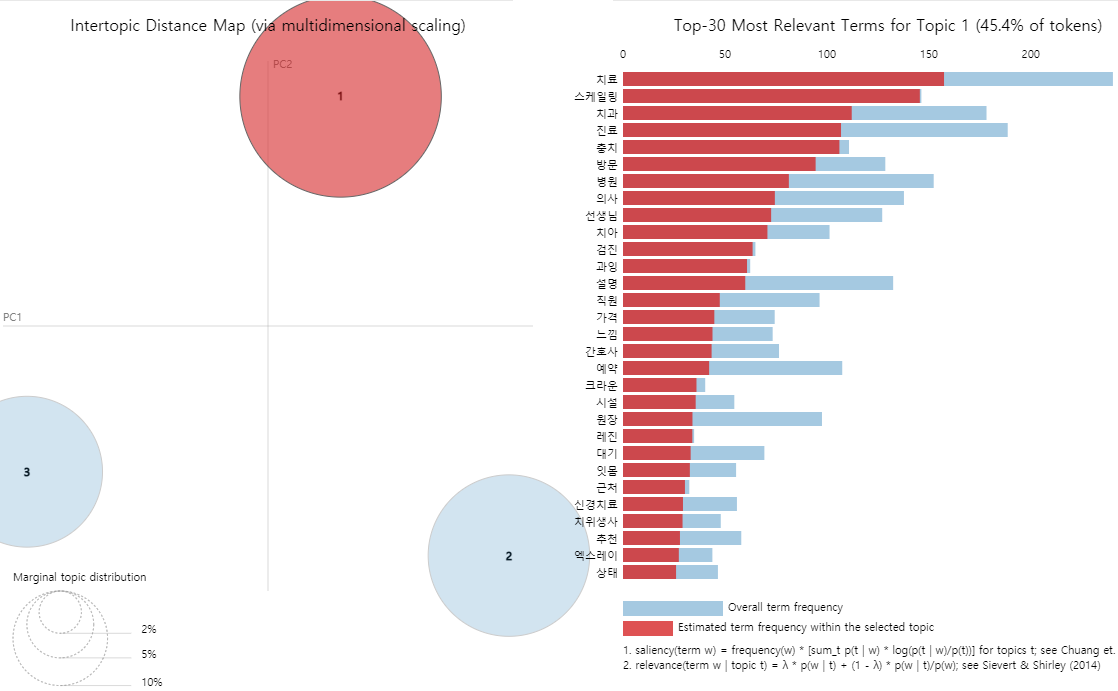 Intertopic Distance Map (via multidimensional scaling)
PC2
1
PC1
3
2
Marginal topic distribution
2%
5%
10%
Top-30 Most Relevant Terms for Topic 1 (45.4% of tokens)
0 50 100 150 200
치료
스케일링
치과
진료
충치
방문
병원
의사
선생님
치아
검진
과잉
설명
직원
가격
느낌
간호사
예약
크라운
시설
원장
레진
대기
잇몸
근처
신경치료
치위생사
추천
엑스레이
상태
Overall term frequency
Estimated term frequency within the selected topic
1. saliency(term w) = frequency(w) * [sum_t p(t | w) * log(p(t | w)/p(t))] for topics t; see Chuang et.
2. relevance(term w | topic t) = λ * p(w | t) + (1 - λ) * p(w | t)/p(w); see Sievert & Shirley (2014)